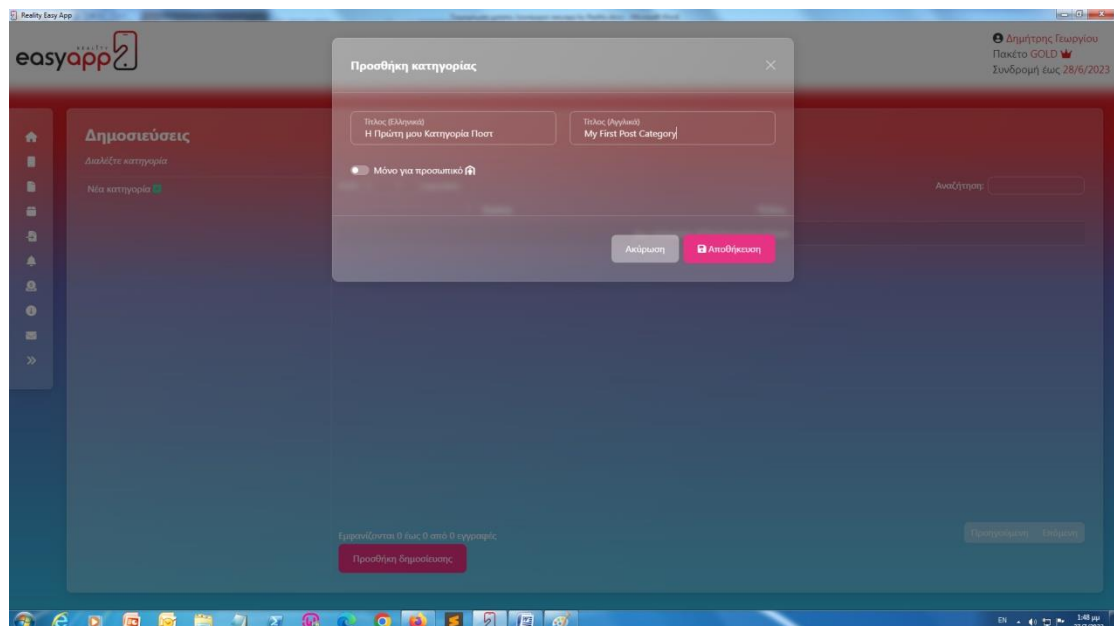 Reality Easy App
REALITY
easyapp
Δημήτρης Γεωργίου
Πακέτο GOLD
Συνδρομή έως 28/6/2023
Προσθήκη κατηγορίας
Τίτλος (Ελληνικά)
Η Πρώτη μου Κατηγορία Ποστ
Τίτλος (Αγγλικά)
My First Post Category
Μόνο για προσωπικό
Ακύρωση
Αποθήκευση
Δημοσιεύσεις
Διαλέξτε κατηγορία
Νέα κατηγορία
Αναζήτηση:
Εμφανίζονται 0 έως 0 από 0 εγγραφές
Προηγούμενη Επόμενη
Προσθήκη δημοσίευσης
EN
1:48 μμ